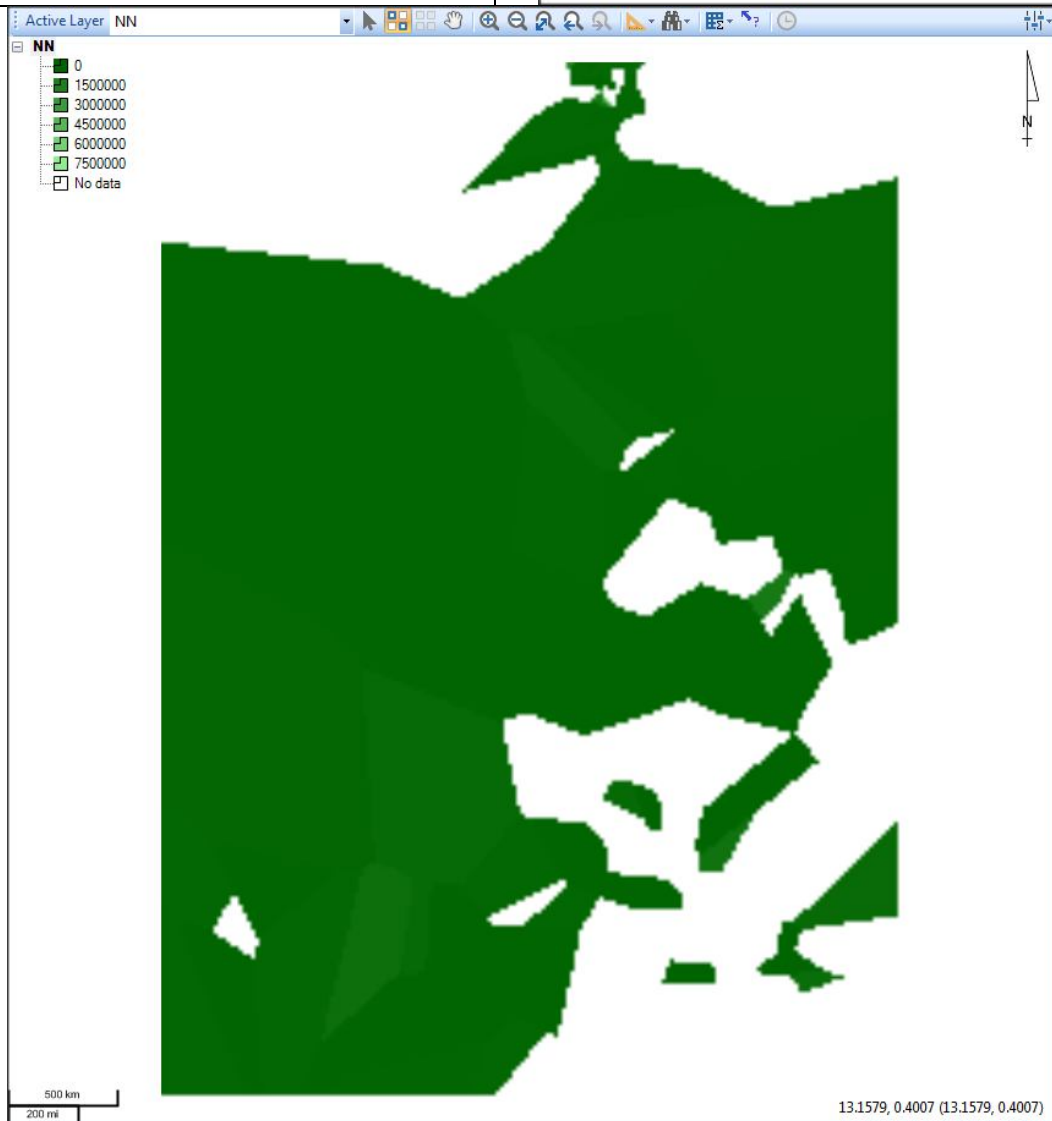 Active Layer NN
NN
0
1500000
3000000
4500000
6000000
7500000
No data
N
500 km
200 mi
13.1579, 0.4007 (13.1579, 0.4007)